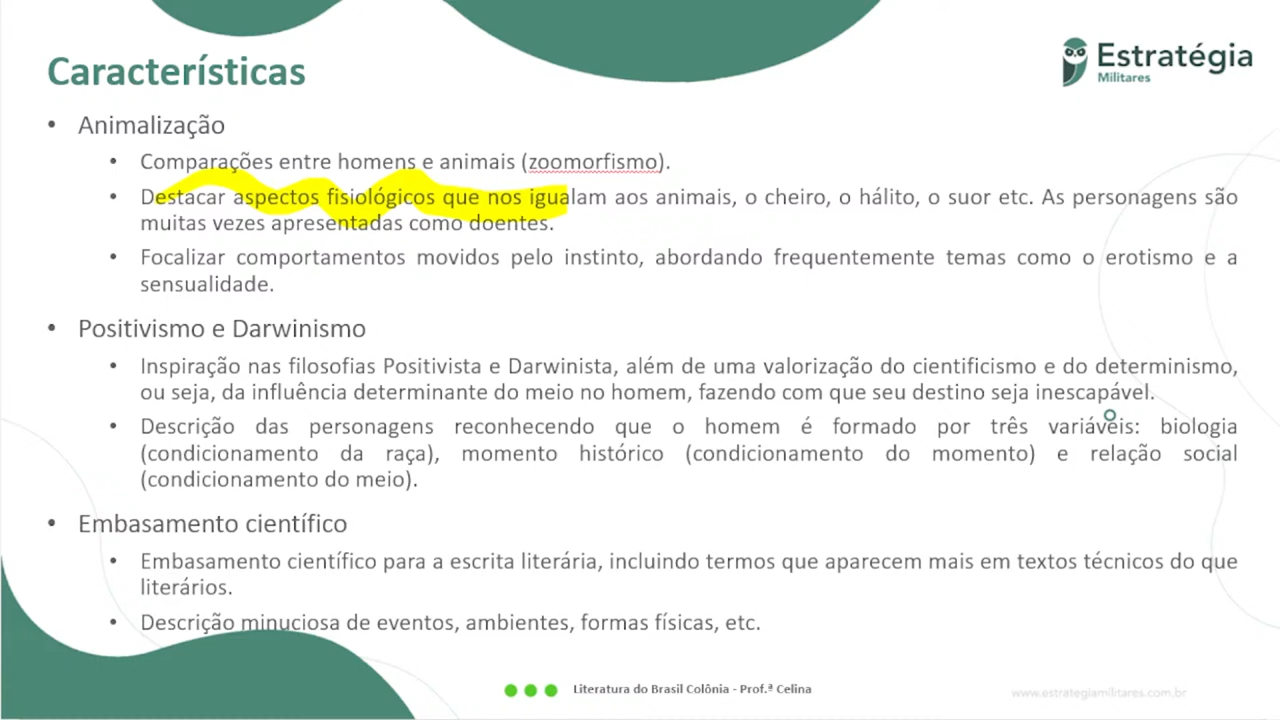 Características
Estratégia
Militares
• Animalização
• Comparações entre homens e animais (zoomorfismo).
• Destacar aspectos fisiológicos que nos igualam aos animais, o cheiro, o hálito, o suor etc. As personagens são
muitas vezes apresentadas como doentes.
• Focalizar comportamentos movidos pelo instinto, abordando frequentemente temas como o erotismo e a
sensualidade.
• Positivismo e Darwinismo
• Inspiração nas filosofias Positivista e Darwinista, além de uma valorização do cientificismo e do determinismo,
ou seja, da influência determinante do meio no homem, fazendo com que seu destino seja inescapável.
• Descrição das personagens reconhecendo que o homem é formado por três variáveis: biologia
(condicionamento da raça), momento histórico (condicionamento do momento) e relação social
(condicionamento do meio).
• Embasamento científico
• Embasamento científico para a escrita literária, incluindo termos que aparecem mais em textos técnicos do que
literários.
• Descrição minuciosa de eventos, ambientes, formas físicas, etc.
Literatura do Brasil Colônia - Prof.ª Celina
www.estrategiamilitares.com.br